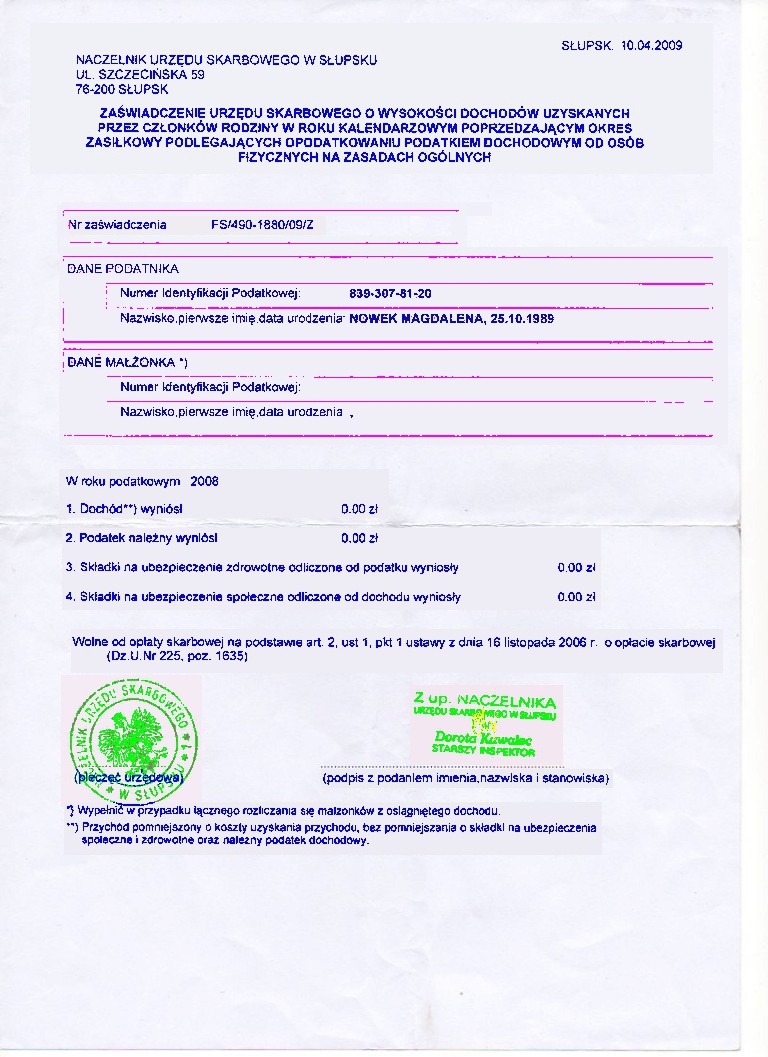 SŁUPSK. 10.04.2009
NACZELNIK URZĘDU SKARBOWEGO W SŁUPSKU
UL. SZCZECIŃSKA 59
76-200 SŁUPSK
ZAŚWIADCZENIE URZĘDU SKARBOWEGO O WYSOKOŚCI DOCHODÓW UZYSKANYCH
PRZEZ CZŁONKÓW RODZINY W ROKU KALENDARZOWYM POPRZEDZAJĄCYM OKRES
ZASIŁKOWY PODLEGAJĄCYCH OPODATKOWANIU PODATKIEM DOCHODOWYM OD OSÓB
FIZYCZNYCH NA ZASADACH OGÓLNYCH
Nr zaświadczenia FS/490-1880/09/Z
DANE PODATNIKA
Numer Identyfikacji Podatkowej: 839-307-81-20
Nazwisko,pierwsze imię,data urodzenia: NOWEK MAGDALENA, 25.10.1989
DANE MAŁŻONKA *)
Numer Identyfikacji Podatkowej:
Nazwisko,pierwsze imię,data urodzenia ,
W roku podatkowym 2008
1. Dochód**) wyniósł 0.00 zł
2. Podatek należny wyniósł 0.00 zł
3. Składki na ubezpieczenie zdrowotne odliczone od podatku wyniosły 0.00 zł
4. Składki na ubezpieczenie społeczne odliczone od dochodu wyniosły 0.00 zł
Wolne od opłaty skarbowej na podstawie art. 2, ust 1, pkt 1 ustawy z dnia 16 listopada 2006 r. o opłacie skarbowej
(Dz.U.Nr 225, poz. 1635)
NACZELNIK URZĘDU SKARBOWEGO * 1 * W SŁUPSKU *
Z up. NACZELNIKA
URZĘDU SKARBOWEGO W SŁUPSKU
Dorota Kuwalec
STARSZY INSPEKTOR
(pieczęć urzędowa) (podpis z podaniem imienia,nazwiska i stanowiska)
*) Wypełnić w przypadku łącznego rozliczania się małżonków z osiągniętego dochodu.
**) Przychód pomniejszony o koszty uzyskania przychodu, bez pomniejszania o składki na ubezpieczenia
społeczne i zdrowotne oraz należny podatek dochodowy.